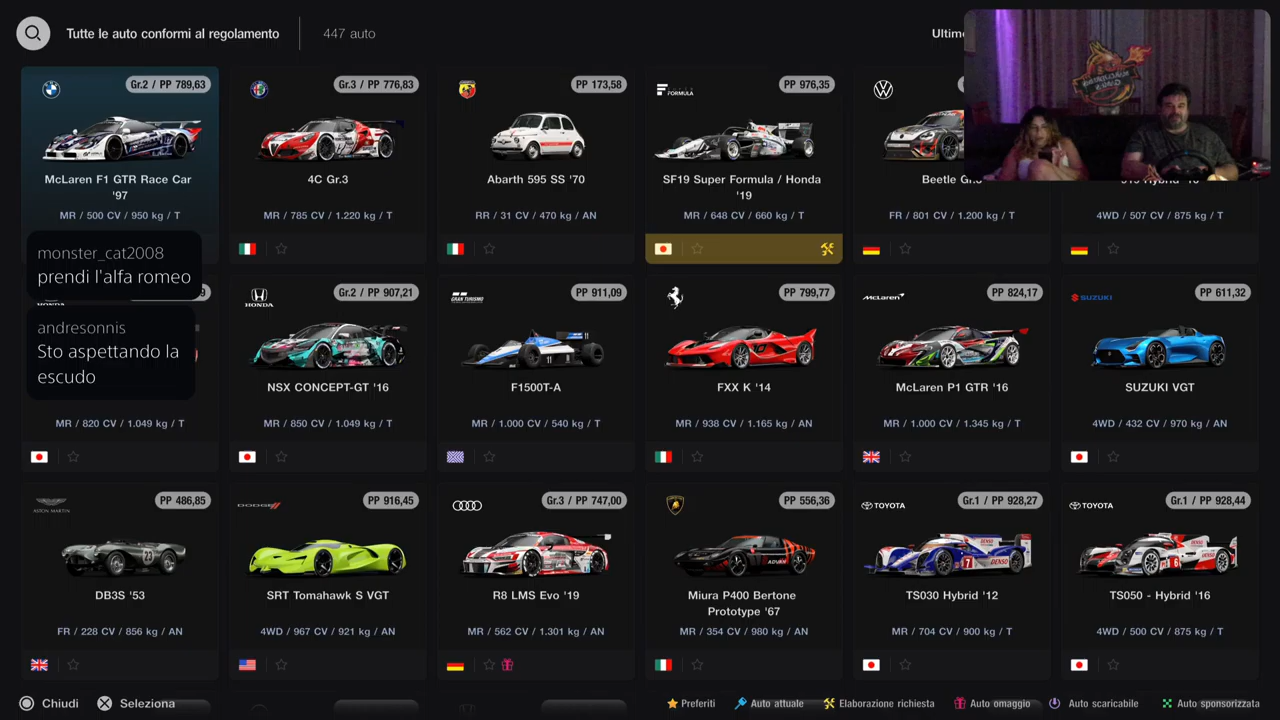 Tutte le auto conformi al regolamento
447 auto
Gr.2 / PP 789,63
McLaren F1 GTR Race Car
'97
MR / 500 CV / 950 kg / T
Gr.3 / PP 776,83
4C Gr.3
MR / 785 CV / 1.220 kg / T
PP 173,58
Abarth 595 SS '70
RR / 31 CV / 470 kg / AN
FORMULA
PP 976,35
SF19 Super Formula / Honda
'19
MR / 648 CV / 660 kg / T
FR / 801 CV / 1.200 kg / T
4WD / 507 CV / 875 kg / AN
monster_cat2008
prendi l'alfa romeo
andresonnis
Sto aspettando la
escudo
MR / 820 CV / 1.049 kg / T
HONDA
Gr.2 / PP 907,21
NSX CONCEPT-GT '16
MR / 850 CV / 1.049 kg / T
GRAN TURISMO
PP 911,09
F1500T-A
MR / 1.000 CV / 540 kg / T
PP 799,77
FXX K '14
MR / 938 CV / 1.165 kg / AN
McLaren
PP 824,17
McLaren P1 GTR '16
MR / 1.000 CV / 1.345 kg / T
SUZUKI
PP 611,32
SUZUKI VGT
4WD / 432 CV / 970 kg / AN
ASTON MARTIN
PP 486,85
DB3S '53
FR / 228 CV / 856 kg / AN
DODGE
PP 916,45
SRT Tomahawk S VGT
4WD / 967 CV / 921 kg / AN
Gr.3 / PP 747,00
R8 LMS Evo '19
MR / 562 CV / 1.301 kg / AN
PP 556,36
Miura P400 Bertone
Prototype '67
MR / 354 CV / 980 kg / AN
TOYOTA
Gr.1 / PP 928,27
TS030 Hybrid '12
MR / 704 CV / 900 kg / T
TOYOTA
Gr.1 / PP 928,44
TS050 - Hybrid '16
4WD / 500 CV / 875 kg / T
Chiudi
Seleziona
Preferiti
Auto attuale
Elaborazione richiesta
Auto omaggio
Auto scaricabile
Auto sponsorizzata